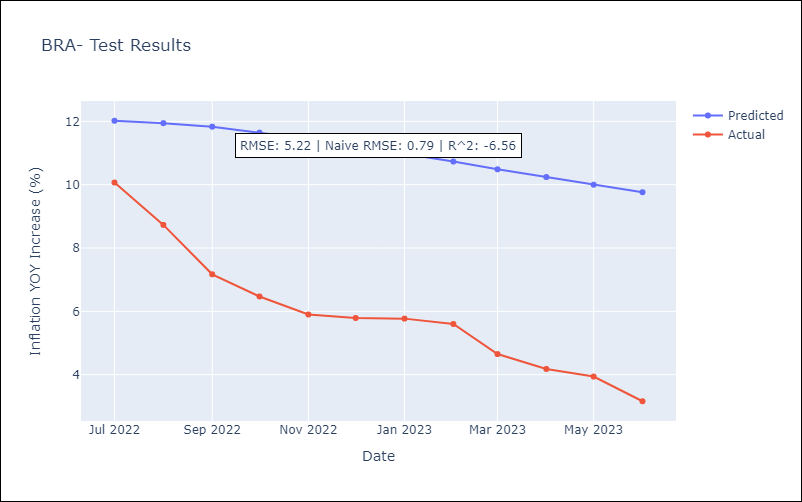 BRA- Test Results
Predicted
Actual
RMSE: 5.22 | Naive RMSE: 0.79 | R^2: -6.56
Inflation YOY Increase (%)
12
10
8
6
4
Jul 2022
Sep 2022
Nov 2022
Jan 2023
Mar 2023
May 2023
Date